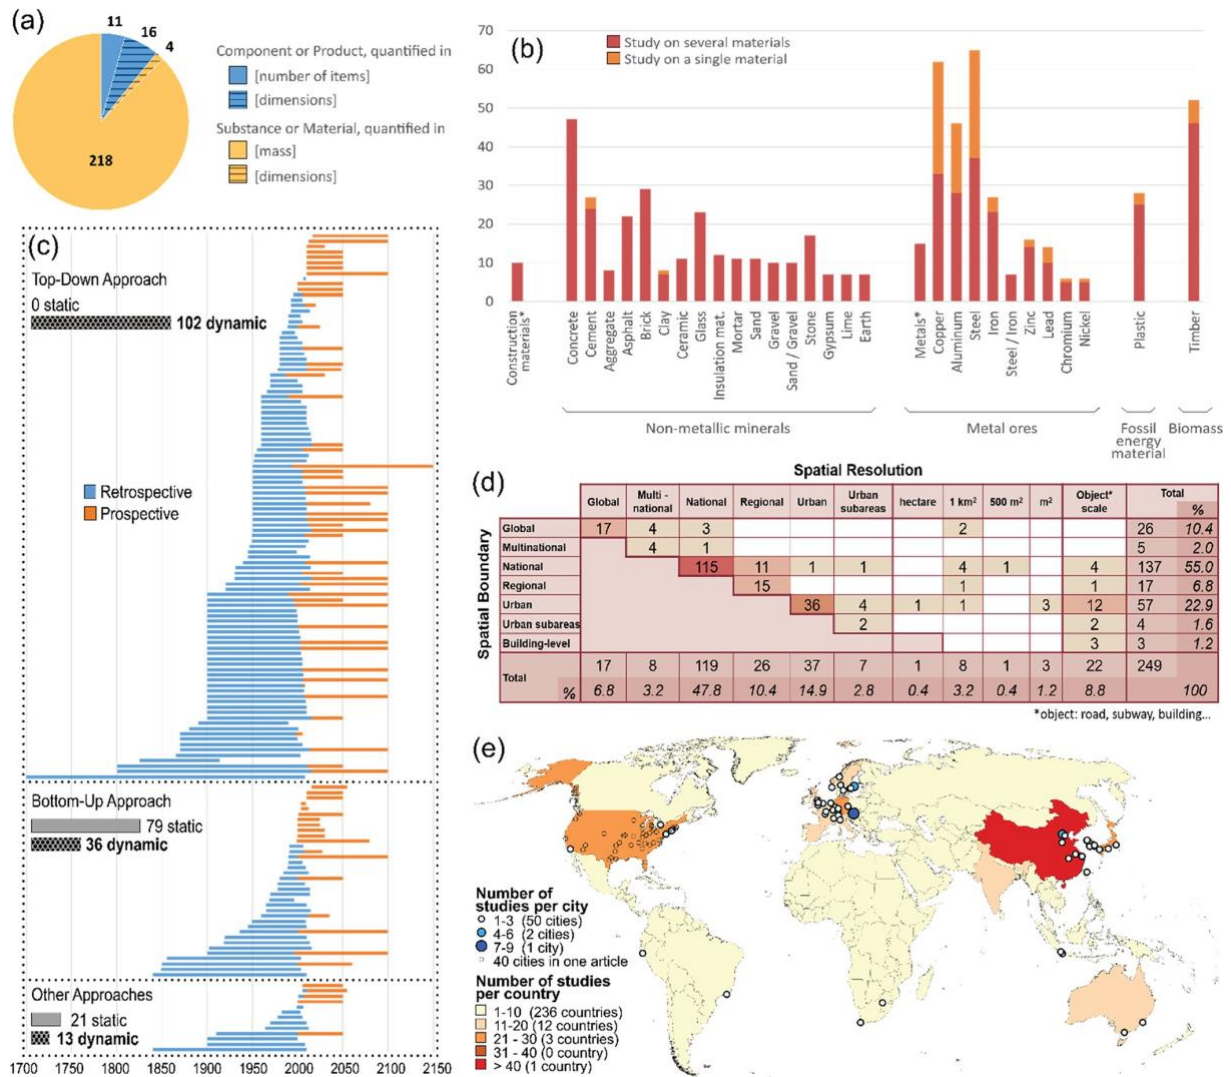 (a)
11
16
4
218
Component or Product, quantified in
[number of items]
[dimensions]
Substance or Material, quantified in
[mass]
[dimensions]
(b)
Study on several materials
Study on a single material
70
60
50
40
30
20
10
0
Construction materials*
Concrete
Cement
Aggregate
Asphalt
Brick
Clay
Ceramic
Glass
Insulation mat.
Mortar
Sand
Gravel
Sand / Gravel
Stone
Gypsum
Lime
Earth
Metals*
Copper
Aluminum
Steel
Iron
Steel / Iron
Zinc
Lead
Chromium
Nickel
Plastic
Timber
Non-metallic minerals
Metal ores
Fossil
energy
material
Biomass
(c)
Top-Down Approach
0 static
102 dynamic
Retrospective
Prospective
Bottom-Up Approach
79 static
36 dynamic
Other Approaches
21 static
13 dynamic
1700 1750 1800 1850 1900 1950 2000 2050 2100 2150
(d)
Spatial Resolution
Spatial Boundary
Global Multi-national National Regional Urban Urban subareas hectare 1 km² 500 m² m² Object* scale Total %
Global 17 4 3 2 26 10.4
Multinational 4 1 5 2.0
National 115 11 1 1 4 1 4 137 55.0
Regional 15 1 1 17 6.8
Urban 36 4 1 1 3 12 57 22.9
Urban subareas 2 2 4 1.6
Building-level 3 3 1.2
Total 17 8 119 26 37 7 1 8 1 3 22 249
% 6.8 3.2 47.8 10.4 14.9 2.8 0.4 3.2 0.4 1.2 8.8 100
*object: road, subway, building...
(e)
Number of
studies per city
1-3 (50 cities)
4-6 (2 cities)
7-9 (1 city)
40 cities in one article
Number of studies
per country
1-10 (236 countries)
11-20 (12 countries)
21 - 30 (3 countries)
31 - 40 (0 country)
> 40 (1 country)